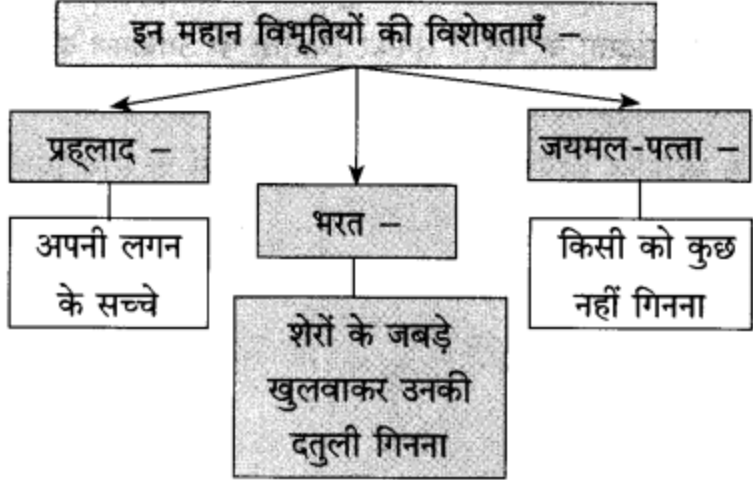 इन महान विभूतियों की विशेषताएँ –
प्रह्लाद –
जयमल-पत्ता –
भरत –
अपनी लगन
के सच्चे
किसी को कुछ
नहीं गिनना
शेरों के जबड़े
खुलवाकर उनकी
दतुली गिनना